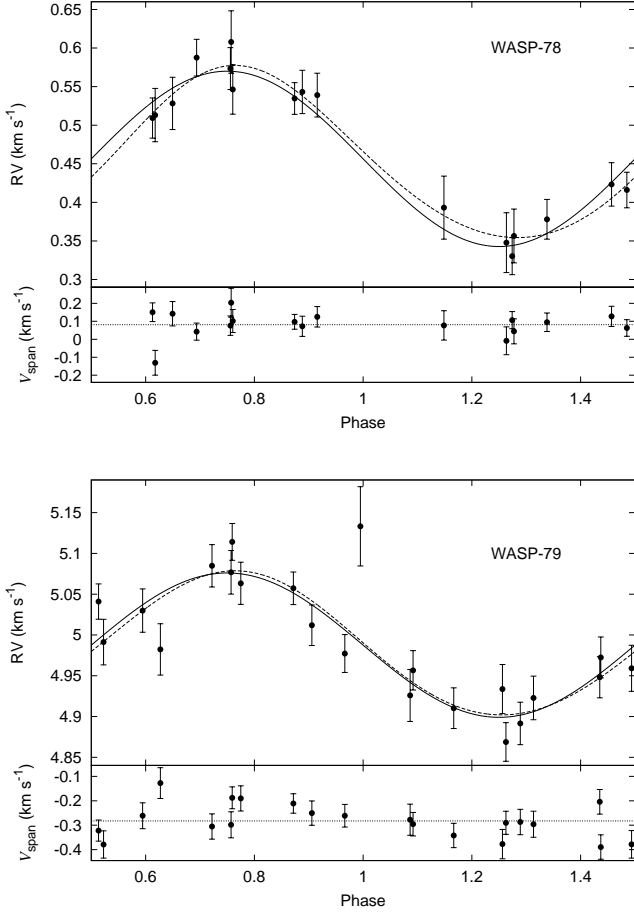 0.65
0.6
0.55
0.5
0.45
0.4
0.35
0.3
RV (km s-1)
WASP-78
0.2
0.1
0
-0.1
-0.2
Vspan (km s-1)
0.6 0.8 1 1.2 1.4
Phase
5.15
5.1
5.05
5
4.95
4.9
4.85
RV (km s-1)
WASP-79
-0.1
-0.2
-0.3
-0.4
Vspan (km s-1)
0.6 0.8 1 1.2 1.4
Phase